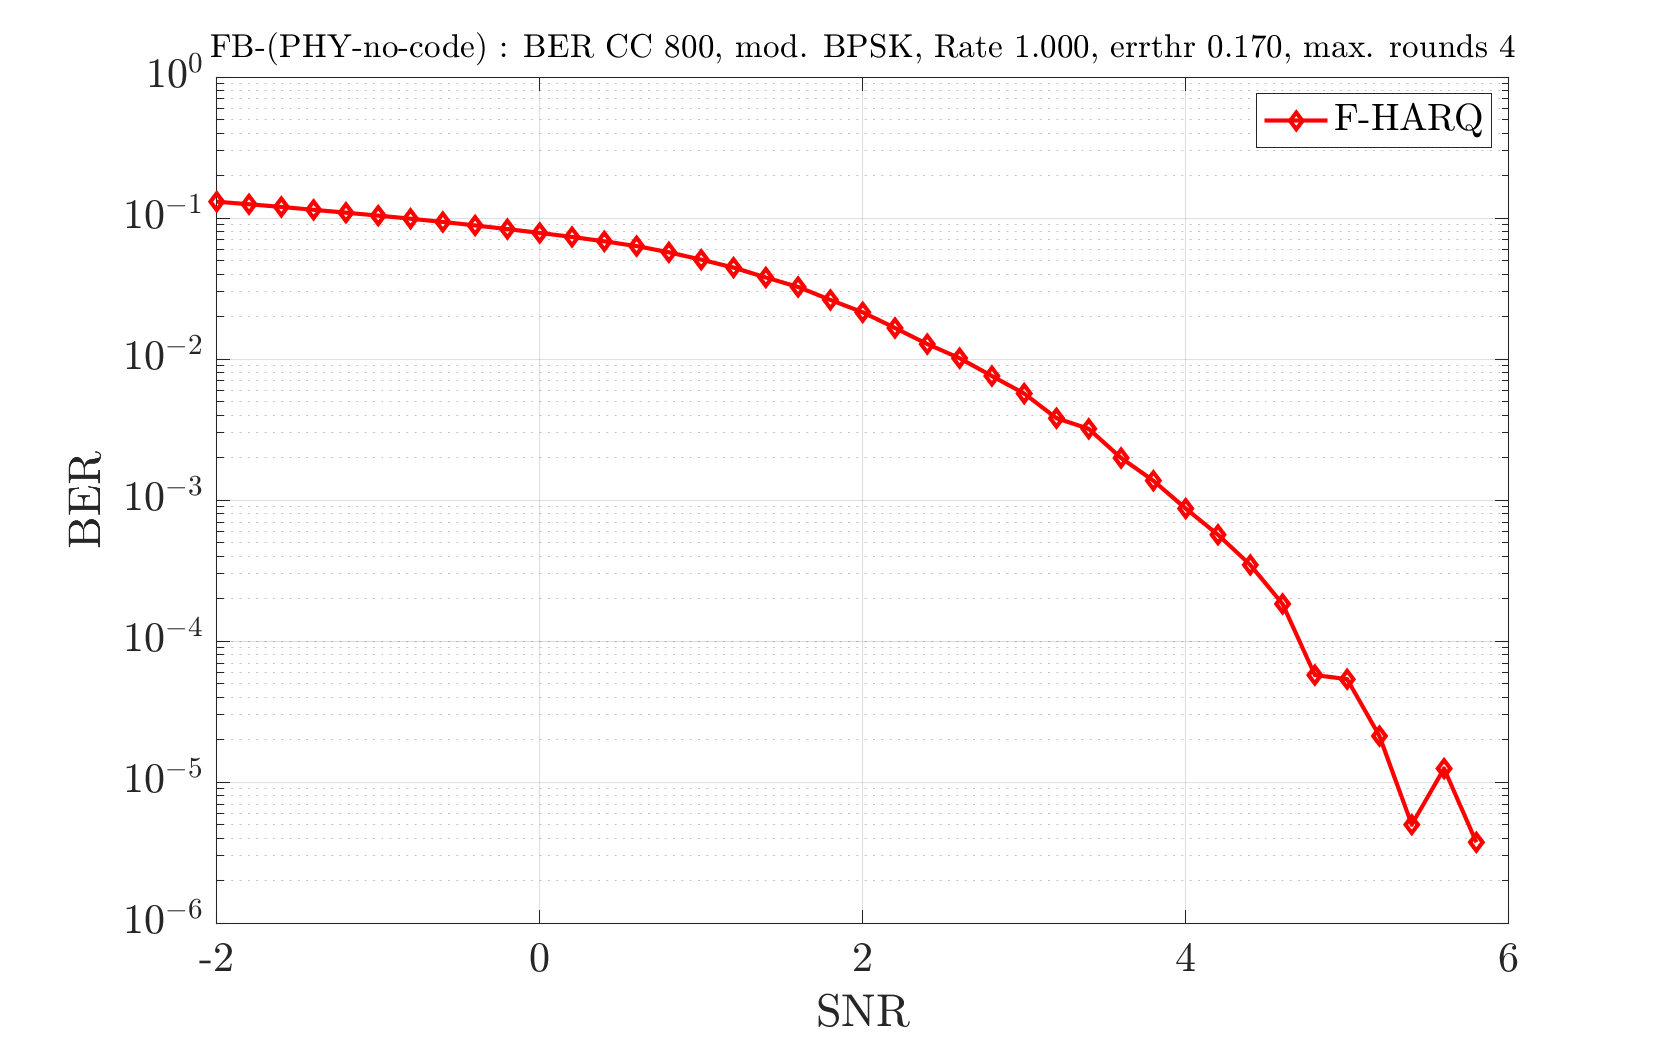 FB-(PHY-no-code) : BER CC 800, mod. BPSK, Rate 1.000, errthr 0.170, max. rounds 4
10^0
F-HARQ
10^{-1}
10^{-2}
10^{-3}
10^{-4}
10^{-5}
10^{-6}
BER
-2 0 2 4 6
SNR